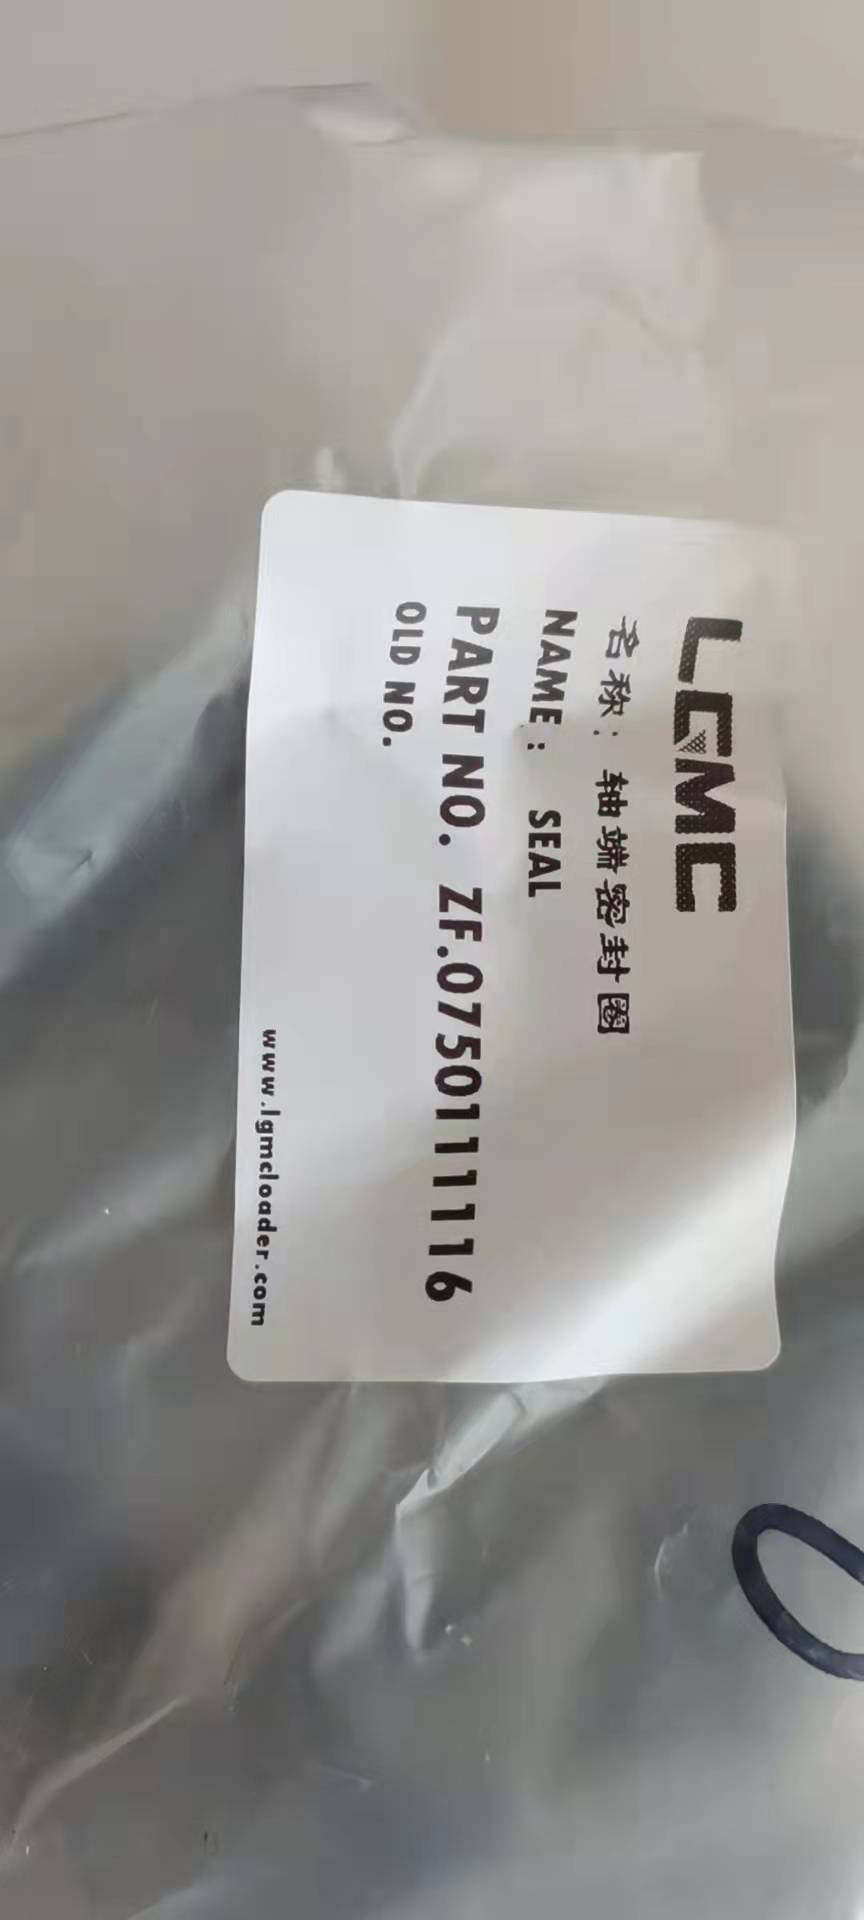 LGMC
名称: 轴端密封圈
NAME: SEAL
PART NO. ZF.0750111116
OLD NO.
www.lgmcloader.com